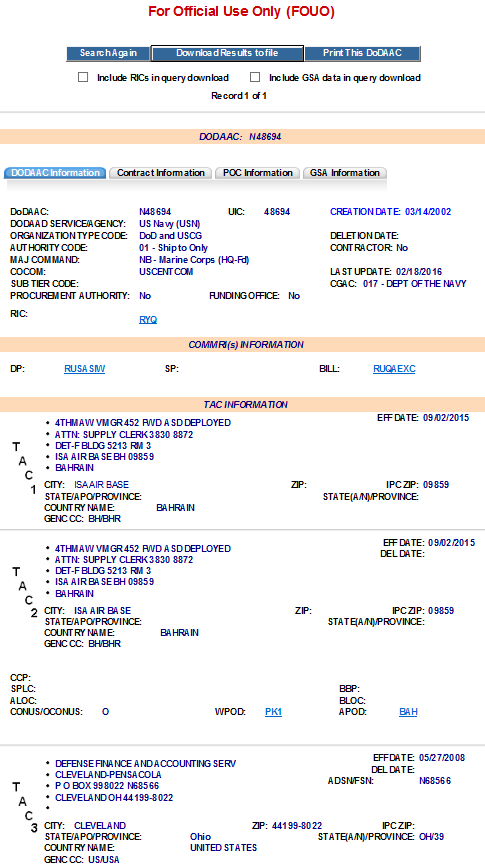 For Official Use Only (FOUO)
Search Again Download Results to file Print This DoDAAC
Include RICs in query download Include GSA data in query download
Record 1 of 1
DODAAC: N48694
DODAAC Information Contract Information POC Information GSA Information
DoDAAC: N48694 UIC: 48694 CREATION DATE: 03/14/2002
DODAAD SERVICE/AGENCY: US Navy (USN)
ORGANIZATION TYPE CODE: DoD and USCG DELETION DATE:
AUTHORITY CODE: 01 - Ship to Only CONTRACTOR: No
MAJ COMMAND: NB - Marine Corps (HQ-Fd)
COCOM: USCENTCOM LAST UPDATE: 02/18/2016
SUB TIER CODE: CGAC: 017 - DEPT OF THE NAVY
PROCUREMENT AUTHORITY: No FUNDING OFFICE: No
RIC: RYQ
COMMRI(s) INFORMATION
DP: RUSASIW SP: BILL: RUQAEXC
TAC INFORMATION
TAC1
EFF DATE: 09/02/2015
• 4THMAW VMGR 452 FWD ASD DEPLOYED
• ATTN: SUPPLY CLERK 3830 8872
• DET-F BLDG 5213 RM 3
• ISA AIR BASE BH 09859
• BAHRAIN
CITY: ISA AIR BASE ZIP: IPC ZIP: 09859
STATE/APO/PROVINCE: STATE(A/N)/PROVINCE:
COUNTRY NAME: BAHRAIN
GENC CC: BH/BHR
TAC2
EFF DATE: 09/02/2015
DEL DATE:
• 4THMAW VMGR 452 FWD ASD DEPLOYED
• ATTN: SUPPLY CLERK 3830 8872
• DET-F BLDG 5213 RM 3
• ISA AIR BASE BH 09859
• BAHRAIN
CITY: ISA AIR BASE ZIP: IPC ZIP: 09859
STATE/APO/PROVINCE: STATE(A/N)/PROVINCE:
COUNTRY NAME: BAHRAIN
GENC CC: BH/BHR
CCP:
SPLC: BBP:
ALOC: BLOC:
CONUS/OCONUS: O WPOD: PK1 APOD: BAH
TAC3
EFF DATE: 05/27/2008
DEL DATE:
ADSN/FSN: N68566
• DEFENSE FINANCE AND ACCOUNTING SERV
• CLEVELAND-PENSACOLA
• P O BOX 998022 N68566
• CLEVELAND OH 44199-8022
•
CITY: CLEVELAND ZIP: 44199-8022 IPC ZIP:
STATE/APO/PROVINCE: Ohio STATE(A/N)/PROVINCE: OH/39
COUNTRY NAME: UNITED STATES
GENC CC: US/USA